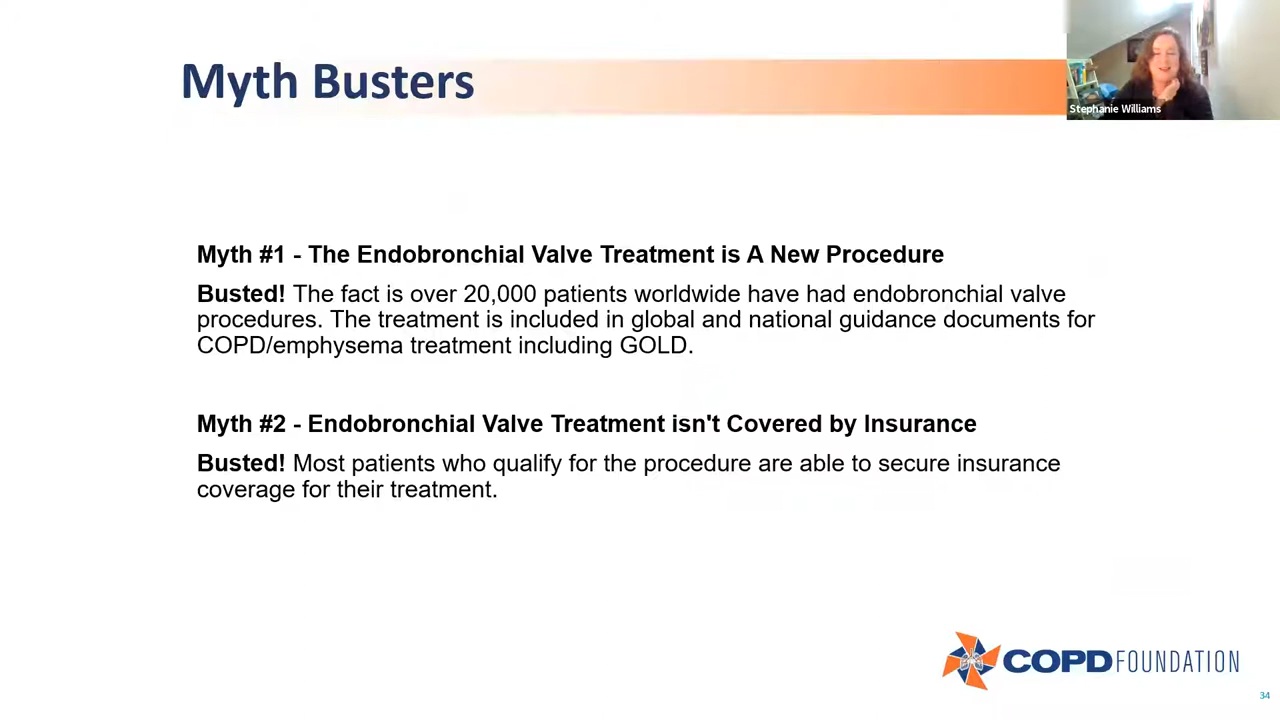 Myth Busters
Stephanie Williams
Myth #1 - The Endobronchial Valve Treatment is A New Procedure
Busted! The fact is over 20,000 patients worldwide have had endobronchial valve
procedures. The treatment is included in global and national guidance documents for
COPD/emphysema treatment including GOLD.
Myth #2 - Endobronchial Valve Treatment isn't Covered by Insurance
Busted! Most patients who qualify for the procedure are able to secure insurance
coverage for their treatment.
COPD FOUNDATION
34